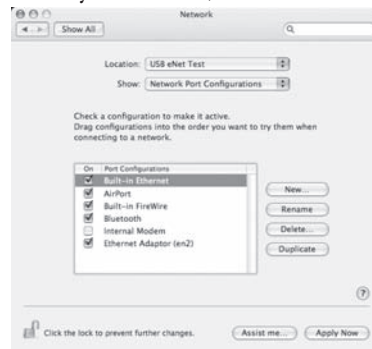 Network
Show All
Location: USB eNet Test
Show: Network Port Configurations
Check a configuration to make it active.
Drag configurations into the order you want to try them when
connecting to a network.
On Port Configurations
Built-in Ethernet
AirPort
Built-in FireWire
Bluetooth
Internal Modem
Ethernet Adaptor (en2)
New...
Rename
Delete...
Duplicate
?
Click the lock to prevent further changes.
Assist me...
Apply Now